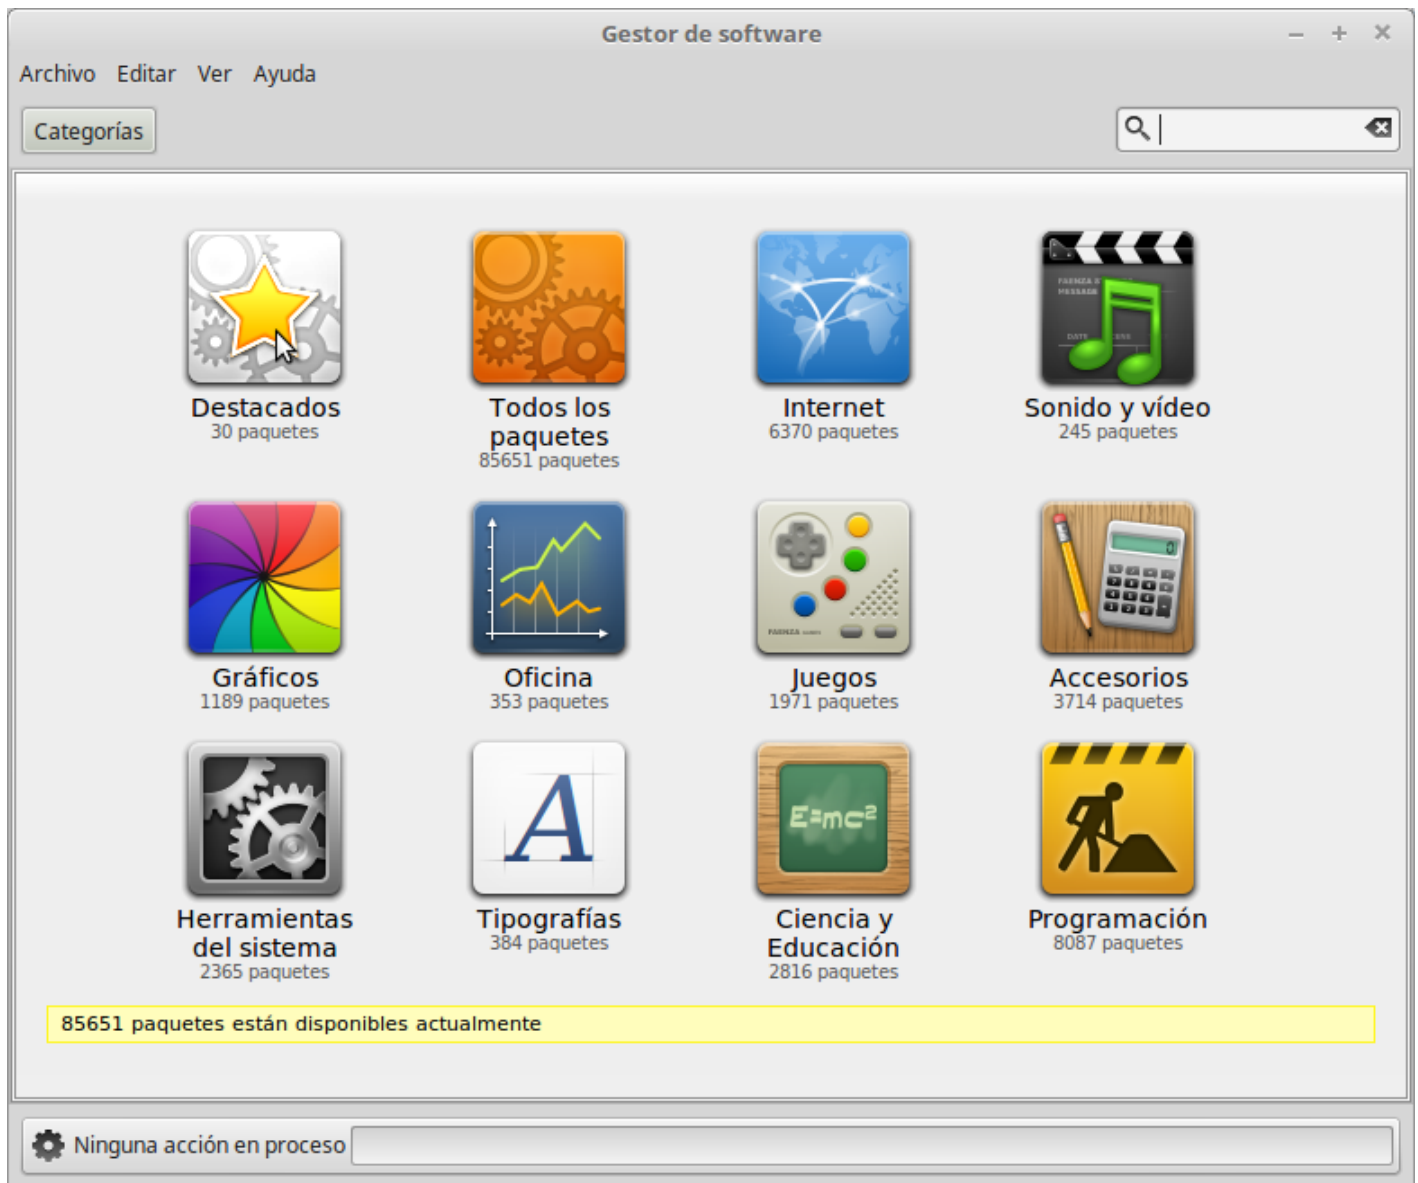 Gestor de software
Archivo Editar Ver Ayuda
Categorías
Destacados
30 paquetes
Todos los
paquetes
85651 paquetes
Internet
6370 paquetes
Sonido y vídeo
245 paquetes
Gráficos
1189 paquetes
Oficina
353 paquetes
FAENZA GAMES
Juegos
1971 paquetes
Accesorios
3714 paquetes
Herramientas
del sistema
2365 paquetes
A
Tipografías
384 paquetes
E=mc²
Ciencia y
Educación
2816 paquetes
Programación
8087 paquetes
85651 paquetes están disponibles actualmente
Ninguna acción en proceso